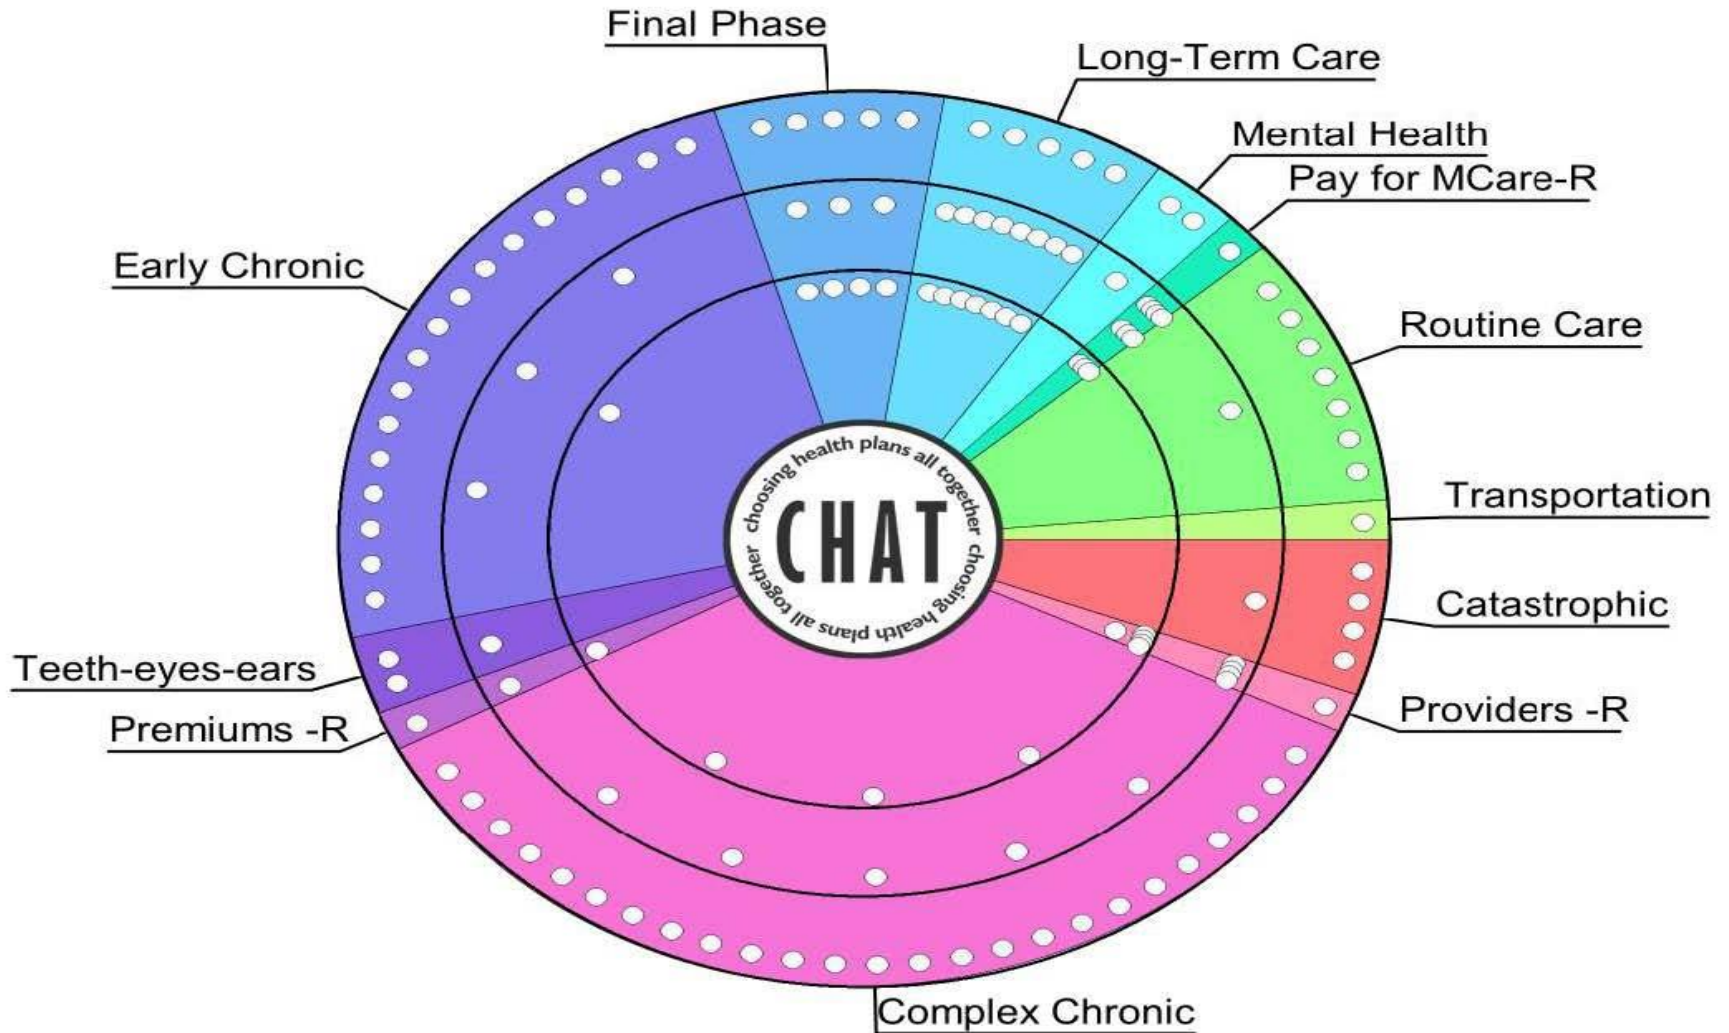 Final Phase
Long-Term Care
Mental Health
Pay for MCare-R
Early Chronic
Routine Care
Transportation
choosing health plans all together choosing health plans all together
CHAT
Catastrophic
Teeth-eyes-ears
Providers -R
Premiums -R
Complex Chronic